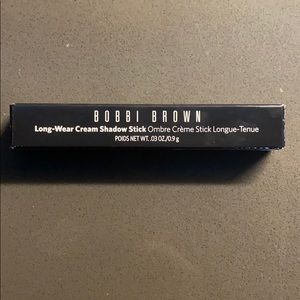 BOBBI BROWN
Long-Wear Cream Shadow Stick Ombre Crème Stick Longue-Tenue
POIDS NET WT. .03 OZ./0.9 g